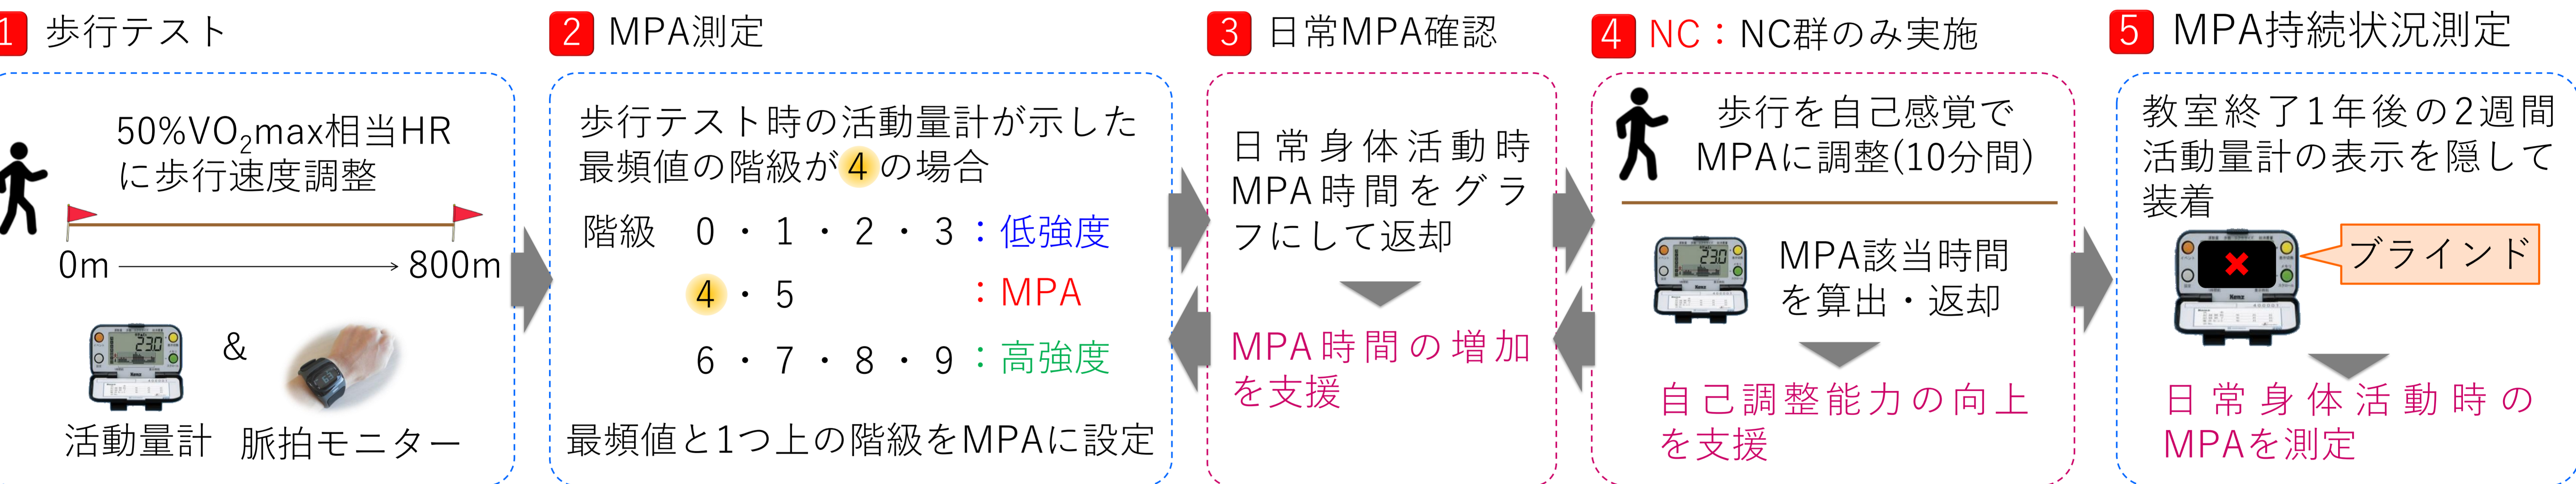 1 歩行テスト
50%VO₂max相当HR
に歩行速度調整
0m
800m
&
活動量計
脈拍モニター
2 MPA測定
歩行テスト時の活動量計が示した
最頻値の階級が4の場合
階級 0・1・2・3：低強度
4・5 ：MPA
6・7・8・9：高強度
最頻値と1つ上の階級をMPAに設定
3 日常MPA確認
日常身体活動時
MPA時間をグラ
フにして返却
MPA時間の増加
を支援
4 NC：NC群のみ実施
歩行を自己感覚で
MPAに調整(10分間)
230
MPA該当時間
を算出・返却
自己調整能力の向上
を支援
5 MPA持続状況測定
教室終了1年後の2週間
活動量計の表示を隠して
装着
ブラインド
Kenz
日常身体活動時の
MPAを測定